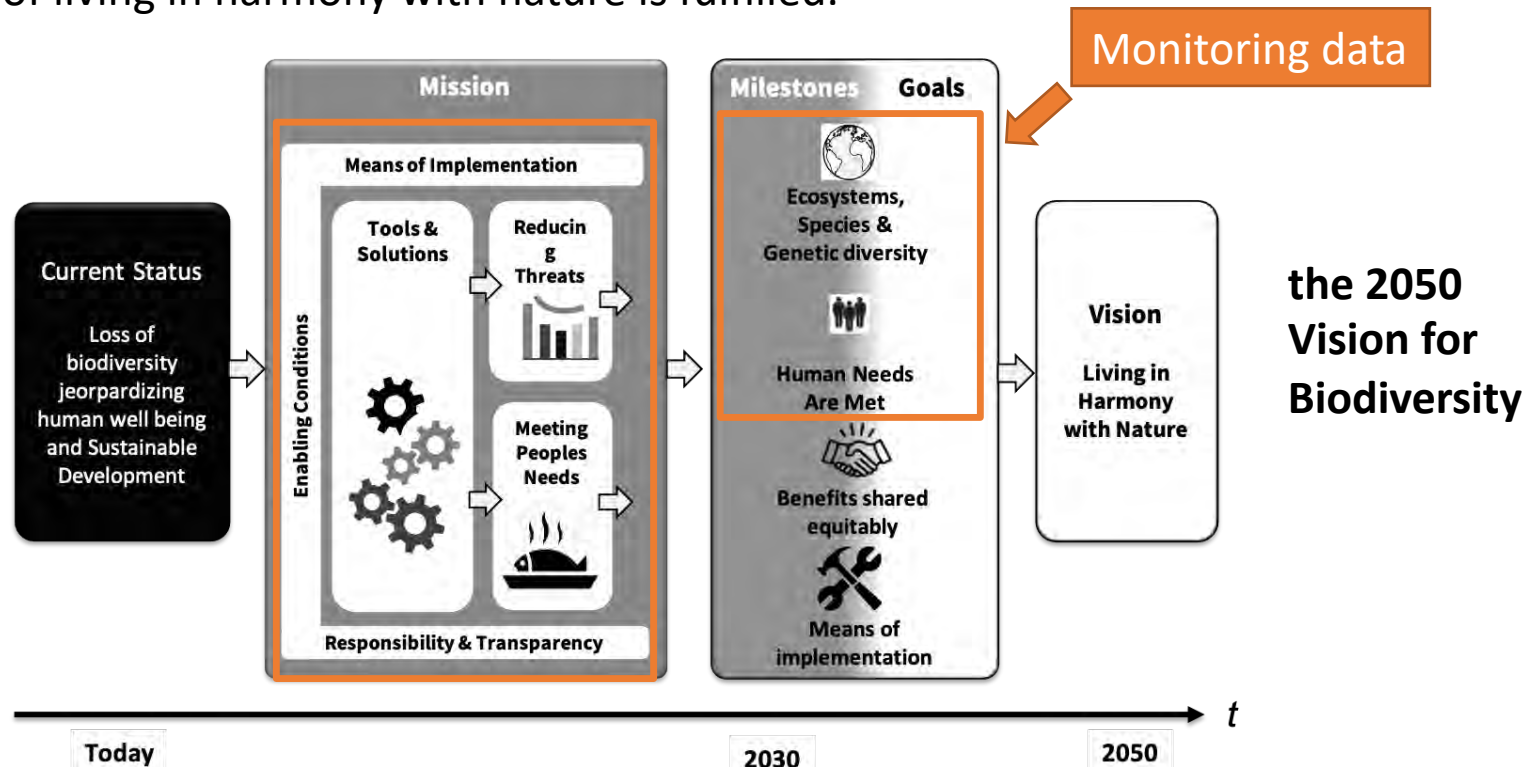 of living in harmony with nature is fulfilled.
Monitoring data
Mission
Milestones Goals
Means of Implementation
Enabling Conditions
Tools &
Solutions
Reducin
g
Threats
Meeting
Peoples
Needs
Responsibility & Transparency
Current Status
Loss of
biodiversity
jeorpardizing
human well being
and Sustainable
Development
Ecosystems,
Species &
Genetic diversity
Human Needs
Are Met
Benefits shared
equitably
Means of
implementation
Vision
Living in
Harmony
with Nature
the 2050
Vision for
Biodiversity
t
Today
2030
2050